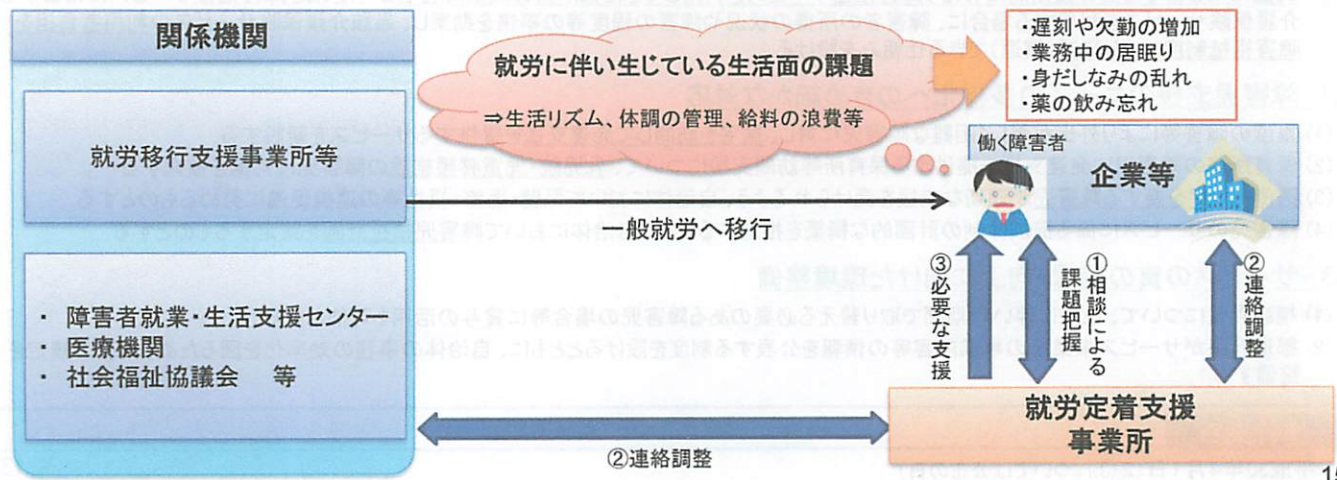 関係機関
就労移行支援事業所等
・ 障害者就業・生活支援センター
・ 医療機関
・ 社会福祉協議会　等
就労に伴い生じている生活面の課題
⇒生活リズム、体調の管理、給料の浪費等
・遅刻や欠勤の増加
・業務中の居眠り
・身だしなみの乱れ
・薬の飲み忘れ
働く障害者
企業等
一般就労へ移行
③必要な支援
①相談による
課題把握
②連絡調整
就労定着支援
事業所
②連絡調整
15